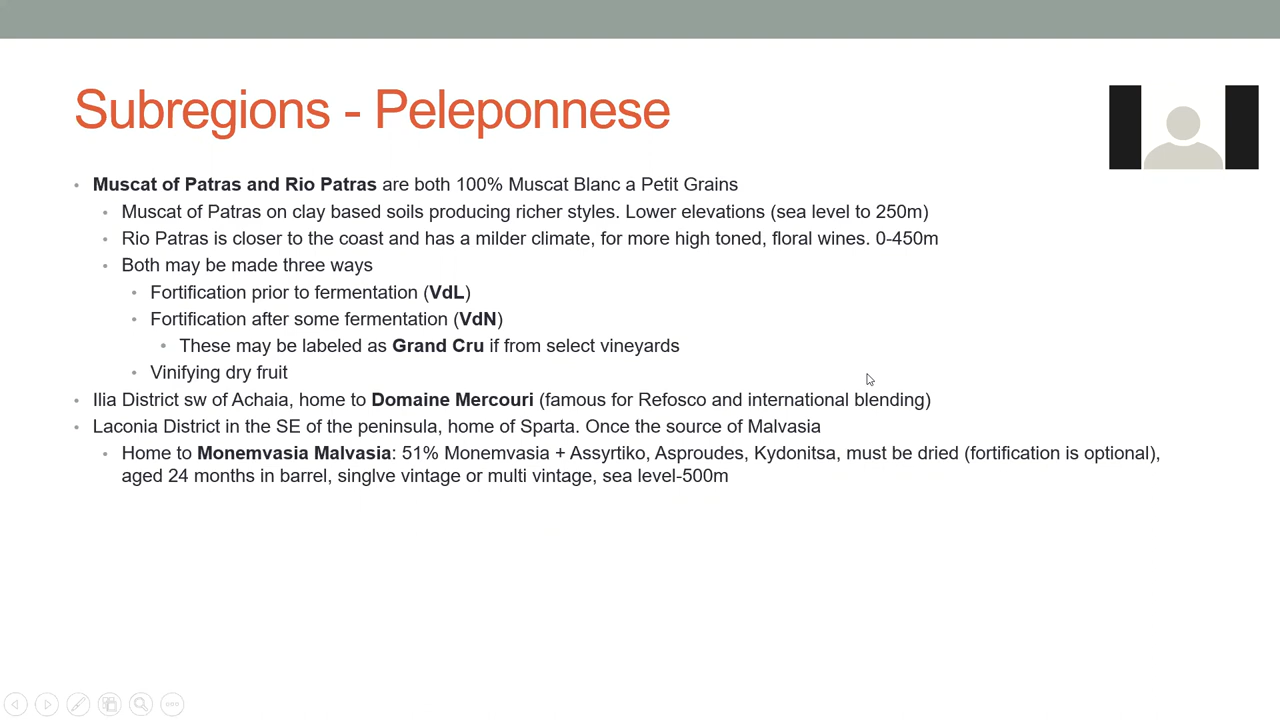 Subregions - Peleponnese
• Muscat of Patras and Rio Patras are both 100% Muscat Blanc a Petit Grains
• Muscat of Patras on clay based soils producing richer styles. Lower elevations (sea level to 250m)
• Rio Patras is closer to the coast and has a milder climate, for more high toned, floral wines. 0-450m
• Both may be made three ways
• Fortification prior to fermentation (VdL)
• Fortification after some fermentation (VdN)
• These may be labeled as Grand Cru if from select vineyards
• Vinifying dry fruit
• Ilia District sw of Achaia, home to Domaine Mercouri (famous for Refosco and international blending)
• Laconia District in the SE of the peninsula, home of Sparta. Once the source of Malvasia
• Home to Monemvasia Malvasia: 51% Monemvasia + Assyrtiko, Asproudes, Kydonitsa, must be dried (fortification is optional),
aged 24 months in barrel, singlve vintage or multi vintage, sea level-500m